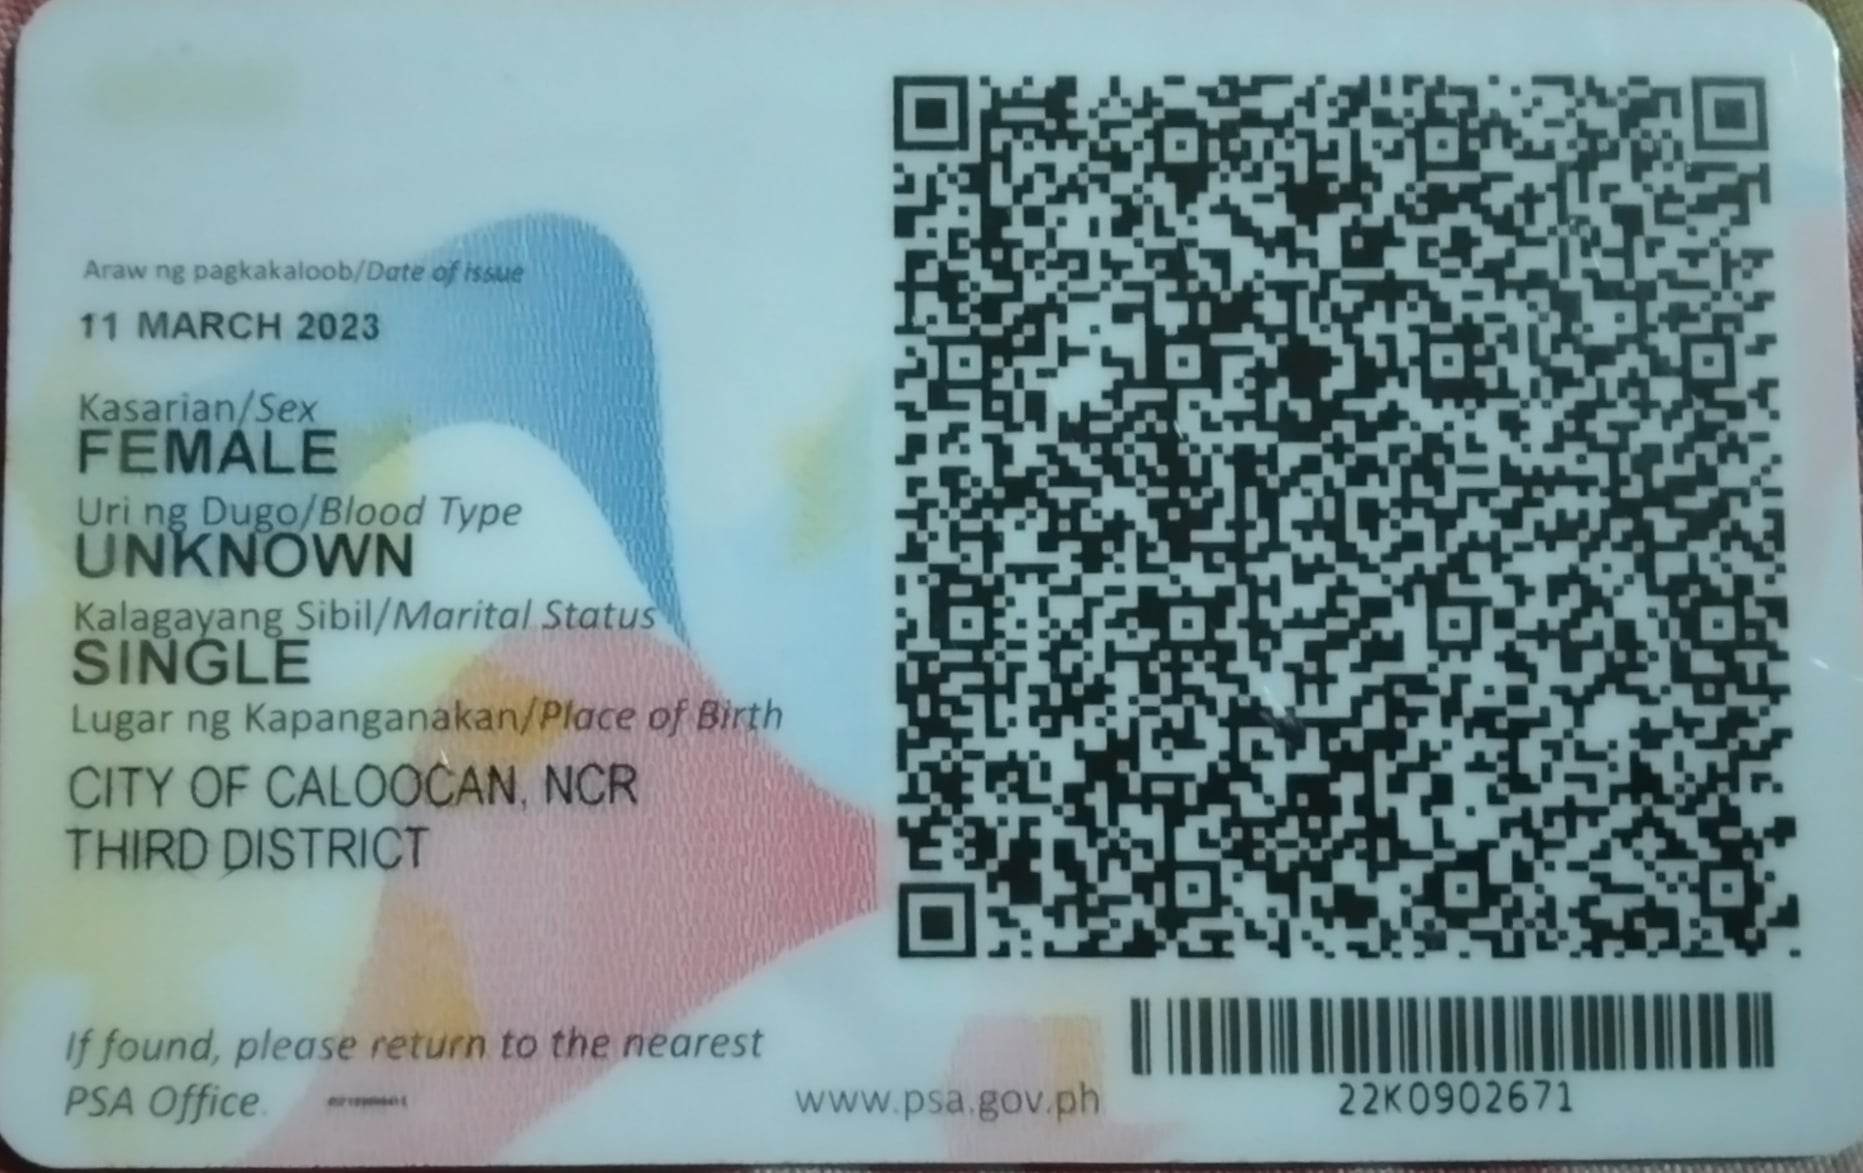 Araw ng pagkakaloob/Date of issue
11 MARCH 2023
Kasarian/Sex
FEMALE
Uri ng Dugo/Blood Type
UNKNOWN
Kalagayang Sibil/Marital Status
SINGLE
Lugar ng Kapanganakan/Place of Birth
CITY OF CALOOCAN, NCR
THIRD DISTRICT
If found, please return to the nearest
PSA Office.
www.psa.gov.ph
22K0902671